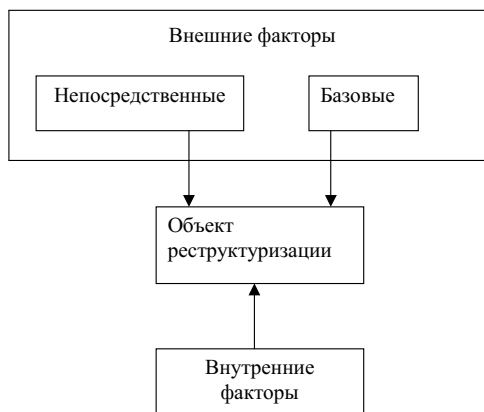 Внешние факторы
Непосредственные
Базовые
Объект
реструктуризации
Внутренние
факторы